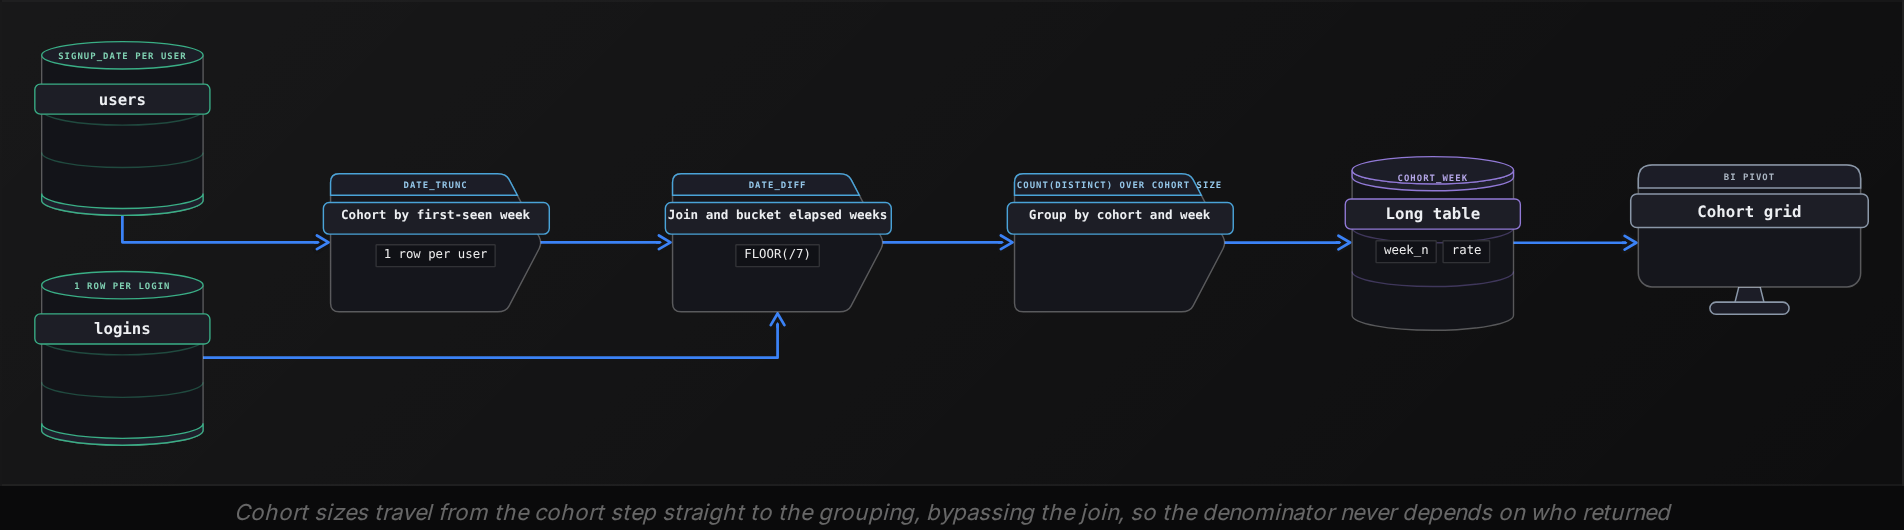 SIGNUP_DATE PER USER
users
1 ROW PER LOGIN
logins
DATE_TRUNC
Cohort by first-seen week
1 row per user
DATE_DIFF
Join and bucket elapsed weeks
FLOOR(/7)
COUNT(DISTINCT) OVER COHORT SIZE
Group by cohort and week
COHORT_WEEK
Long table
week_n rate
BI PIVOT
Cohort grid
Cohort sizes travel from the cohort step straight to the grouping, bypassing the join, so the denominator never depends on who returned